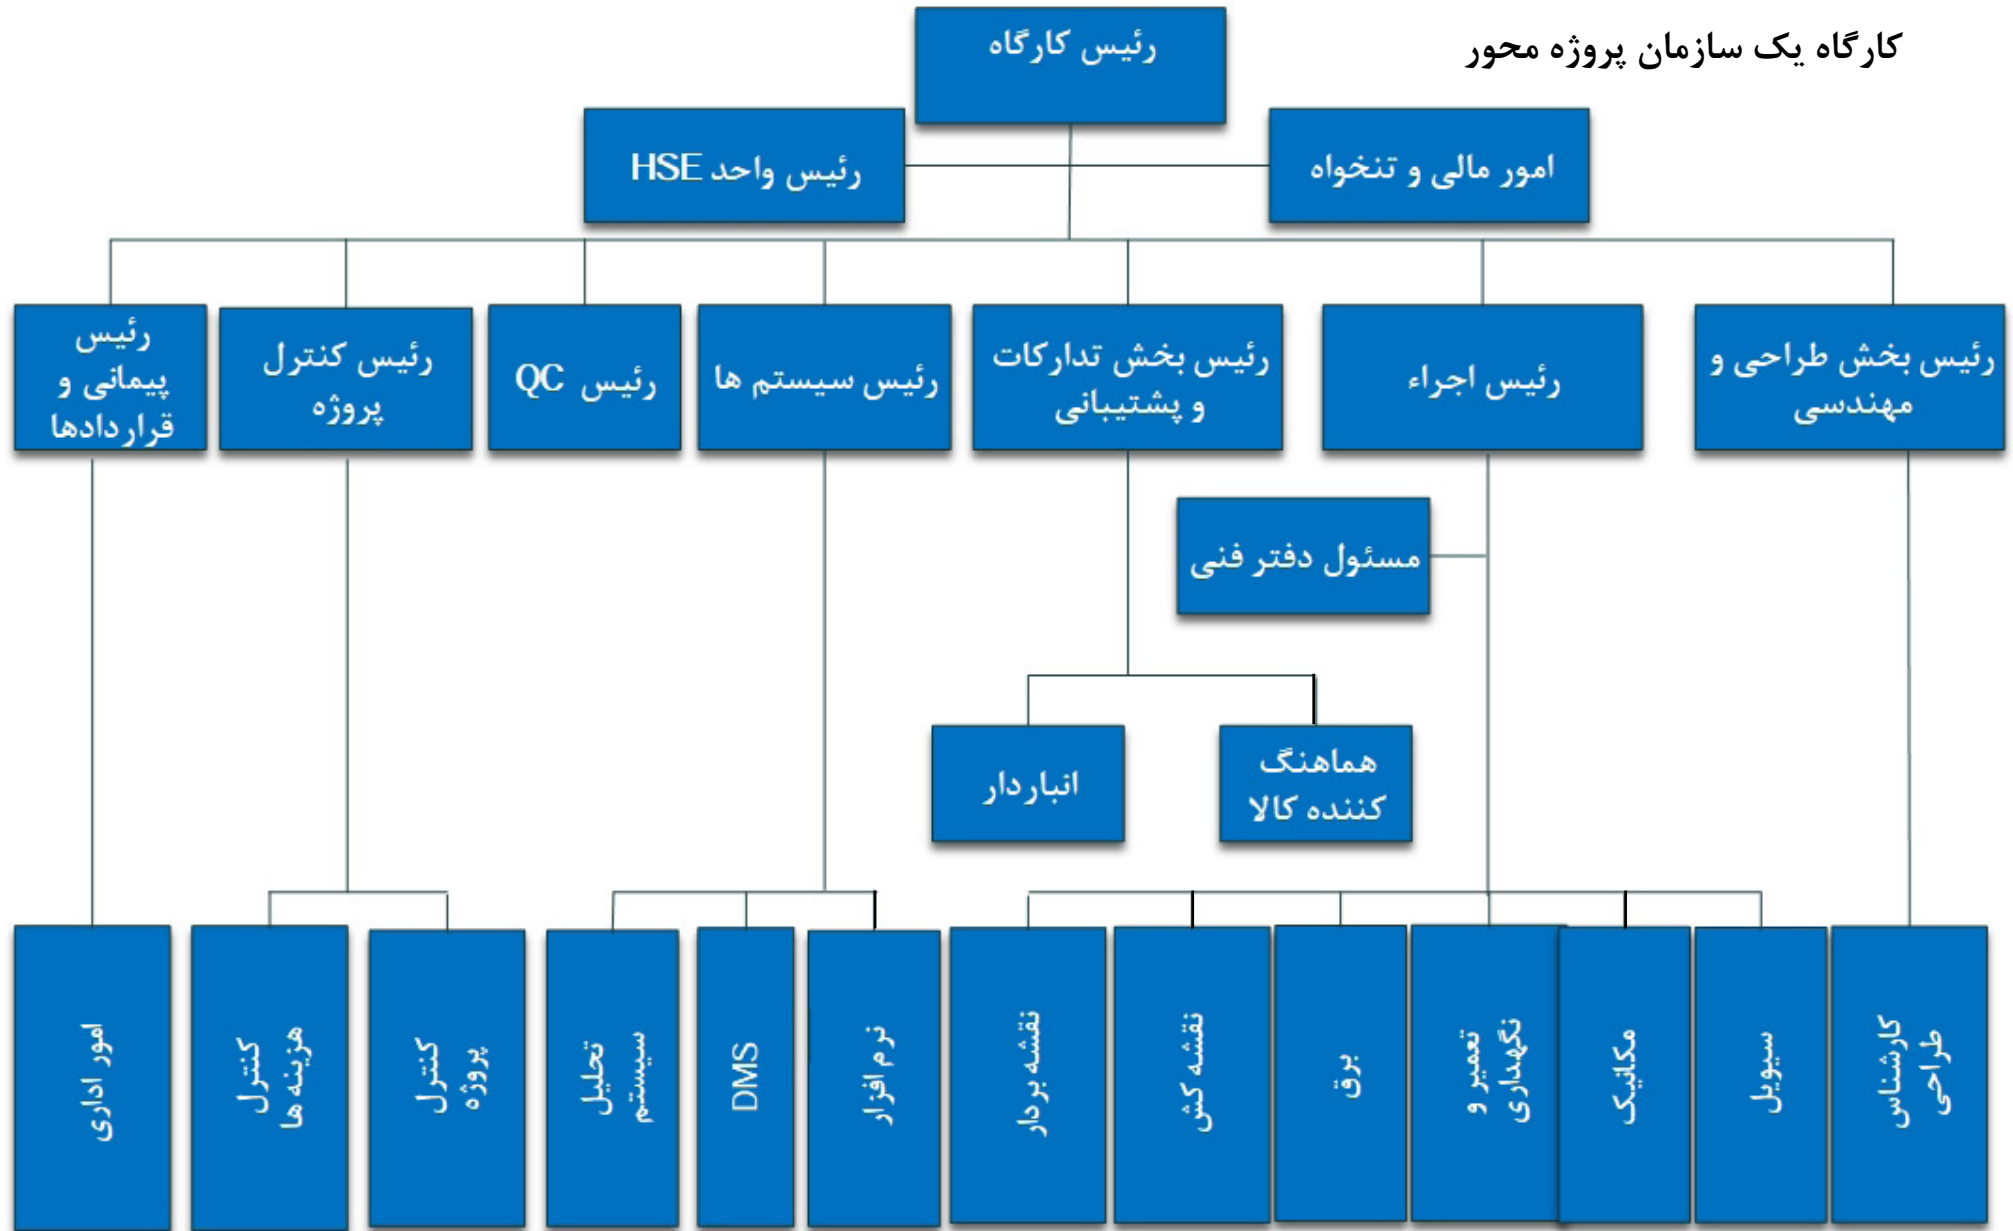 کارگاه یک سازمان پروژه محور
رئیس کارگاه
امور مالی و تنخواه
رئیس واحد HSE
رئیس بخش طراحی و
مهندسی
رئیس اجراء
رئیس بخش تدارکات
و پشتیبانی
رئیس سیستم ها
رئیس QC
رئیس کنترل
پروژه
رئیس
پیمانی و
قراردادها
مسئول دفتر فنی
هماهنگ
کننده کالا
انباردار
کارشناس
طراحی
سیویل
مکانیک
تعمیر و
نگهداری
برق
نقشه کش
نقشه بردار
نرم افزار
DMS
تحلیل
سیستم
کنترل
پروژه
کنترل
هزینه ها
امور اداری